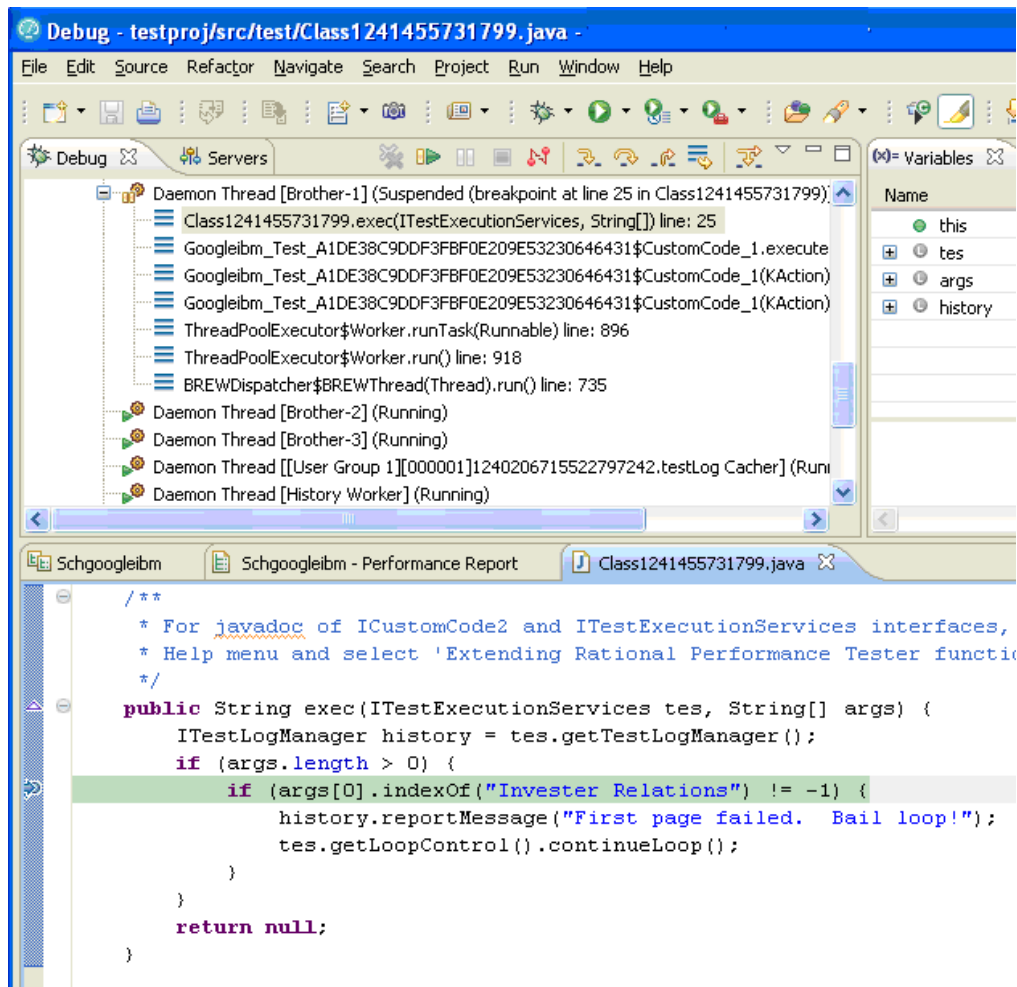 Debug - testproj/src/test/Class1241455731799.java -
File Edit Source Refactor Navigate Search Project Run Window Help
Debug Servers
(x)= Variables
Daemon Thread [Brother-1] (Suspended (breakpoint at line 25 in Class1241455731799)
Class1241455731799.exec(ITestExecutionServices, String[]) line: 25
Googleibm_Test_A1DE38C9DDF3FBF0E209E53230646431$CustomCode_1.execute
Googleibm_Test_A1DE38C9DDF3FBF0E209E53230646431$CustomCode_1(KAction)
Googleibm_Test_A1DE38C9DDF3FBF0E209E53230646431$CustomCode_1(KAction)
ThreadPoolExecutor$Worker.runTask(Runnable) line: 896
ThreadPoolExecutor$Worker.run() line: 918
BREWDispatcher$BREWThread(Thread).run() line: 735
Daemon Thread [Brother-2] (Running)
Daemon Thread [Brother-3] (Running)
Daemon Thread [[User Group 1][000001]1240206715522797242.testLog Cacher] (Runn
Daemon Thread [History Worker] (Running)
Name
this
tes
args
history
Schgoogleibm
Schgoogleibm - Performance Report
Class1241455731799.java
/**
* For javadoc of ICustomCode2 and ITestExecutionServices interfaces,
* Help menu and select 'Extending Rational Performance Tester functio
*/
public String exec(ITestExecutionServices tes, String[] args) {
ITestLogManager history = tes.getTestLogManager();
if (args.length > 0) {
if (args[0].indexOf("Invester Relations") != -1) {
history.reportMessage("First page failed.  Bail loop!");
tes.getLoopControl().continueLoop();
}
}
return null;
}